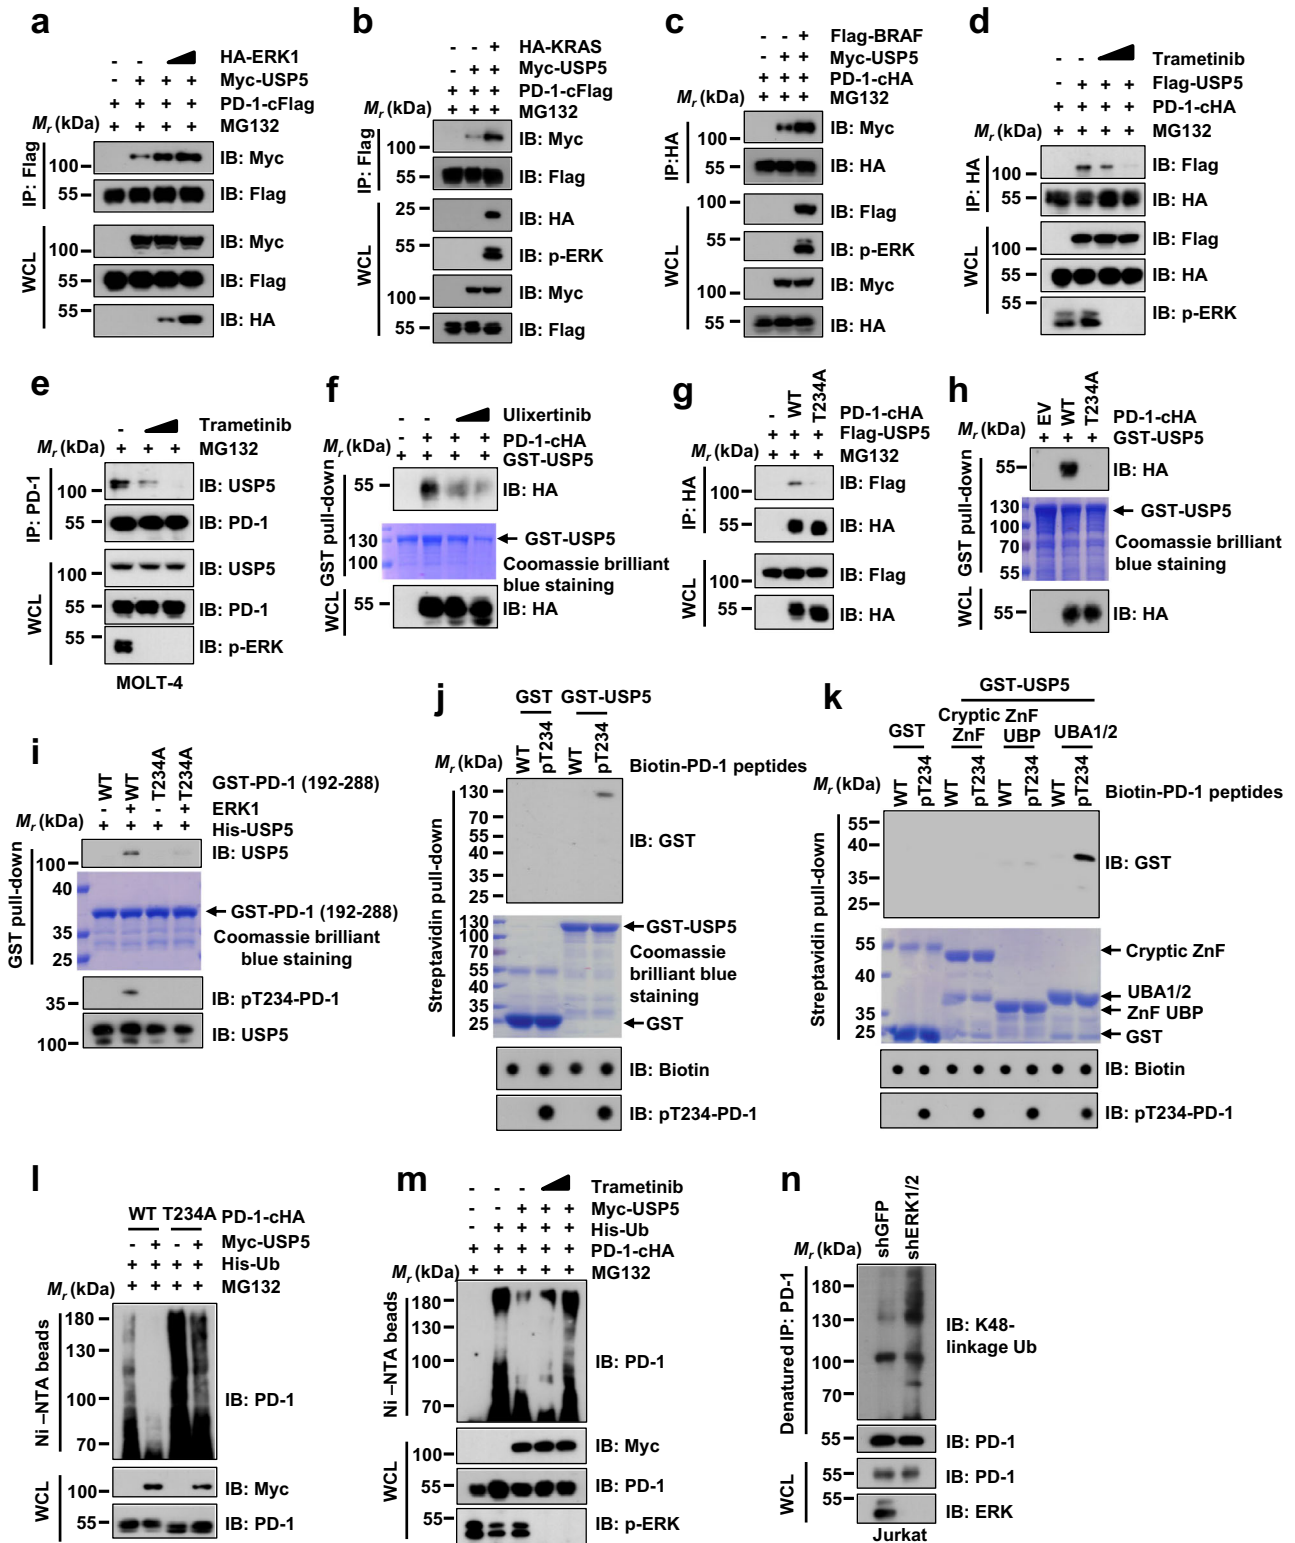 a
- - HA-ERK1
- + + + Myc-USP5
+ + + + PD-1-cFlag
Mr (kDa) + + + + MG132
IP: Flag
100 IB: Myc
55 IB: Flag
WCL
100 IB: Myc
55 IB: Flag
55 IB: HA
b
- - + HA-KRAS
- + + Myc-USP5
+ + + PD-1-cFlag
Mr (kDa) + + + MG132
IP: Flag
100 IB: Myc
55 IB: Flag
WCL
25 IB: HA
55 IB: p-ERK
100 IB: Myc
55 IB: Flag
c
- - + Flag-BRAF
- + + Myc-USP5
+ + + PD-1-cHA
Mr (kDa) + + + MG132
IP:HA
100 IB: Myc
55 IB: HA
WCL
100 IB: Flag
55 IB: p-ERK
100 IB: Myc
55 IB: HA
d
- - Trametinib
- + + + Flag-USP5
+ + + + PD-1-cHA
Mr (kDa) + + + + MG132
IP: HA
100 IB: Flag
55 IB: HA
WCL
100 IB: Flag
55 IB: HA
55 IB: p-ERK
e
- Trametinib
Mr (kDa) + + + MG132
IP: PD-1
100 IB: USP5
55 IB: PD-1
WCL
100 IB: USP5
55 IB: PD-1
55 IB: p-ERK
MOLT-4
f
- - Ulixertinib
- + + + PD-1-cHA
Mr (kDa) + + + + GST-USP5
GST pull-down
55 IB: HA
130 GST-USP5
100 Coomassie brilliant
blue staining
WCL
55 IB: HA
g
- WT T234A PD-1-cHA
+ + + Flag-USP5
Mr (kDa) + + + MG132
IP: HA
100 IB: Flag
55 IB: HA
WCL
100 IB: Flag
55 IB: HA
h
EV WT T234A PD-1-cHA
Mr (kDa) + + + GST-USP5
GST pull-down
55 IB: HA
130 GST-USP5
100
70 Coomassie brilliant
55 blue staining
WCL
55 IB: HA
i
WT WT T234A T234A GST-PD-1 (192-288)
- + - + ERK1
Mr (kDa) + + + + His-USP5
GST pull-down
100 IB: USP5
40
GST-PD-1 (192-288)
35 Coomassie brilliant
25 blue staining
35 IB: pT234-PD-1
100 IB: USP5
j
GST GST-USP5
Mr (kDa) WT pT234 WT pT234 Biotin-PD-1 peptides
Streptavidin pull-down
130
100
70
55 IB: GST
40
35
25
130 GST-USP5
100
70 Coomassie
55 brilliant blue
40 staining
35
25 GST
IB: Biotin
IB: pT234-PD-1
k
GST-USP5
GST Cryptic ZnF ZnF UBP UBA1/2
Mr (kDa) WT pT234 WT pT234 WT pT234 WT pT234 Biotin-PD-1 peptides
Streptavidin pull-down
55
40 IB: GST
35
25
55 Cryptic ZnF
40
UBA1/2
35 ZnF UBP
25 GST
IB: Biotin
IB: pT234-PD-1
l
WT T234A PD-1-cHA
- + - + Myc-USP5
+ + + + His-Ub
Mr (kDa) + + + + MG132
Ni –NTA beads
180
130
100 IB: PD-1
70
WCL
100 IB: Myc
55 IB: PD-1
m
- - - Trametinib
- - + + + Myc-USP5
- + + + + His-Ub
+ + + + + PD-1-cHA
Mr (kDa) + + + + + MG132
Ni –NTA beads
180
130
100 IB: PD-1
70
WCL
100 IB: Myc
55 IB: PD-1
55 IB: p-ERK
n
Mr (kDa) shGFP shERK1/2
Denatured IP: PD-1
180
130 IB: K48-
linkage Ub
100
70
55 IB: PD-1
WCL
55 IB: PD-1
55 IB: ERK
Jurkat